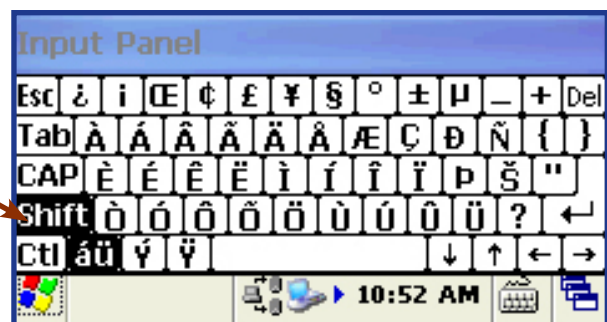 Input Panel
Esc ¿ i Œ ¢ £ ¥ § ° ± µ _ + Del
Tab À Á Â Ã Ä Å Æ Ç Ð Ñ { }
CAP È É Ê Ë Ì Í Î Ï Þ Š "
Shift Ò Ó Ô Õ Ö Ù Ú Û Ü ? ↵
Ctl áü Ý Ÿ ↓ ↑ ← →
10:52 AM